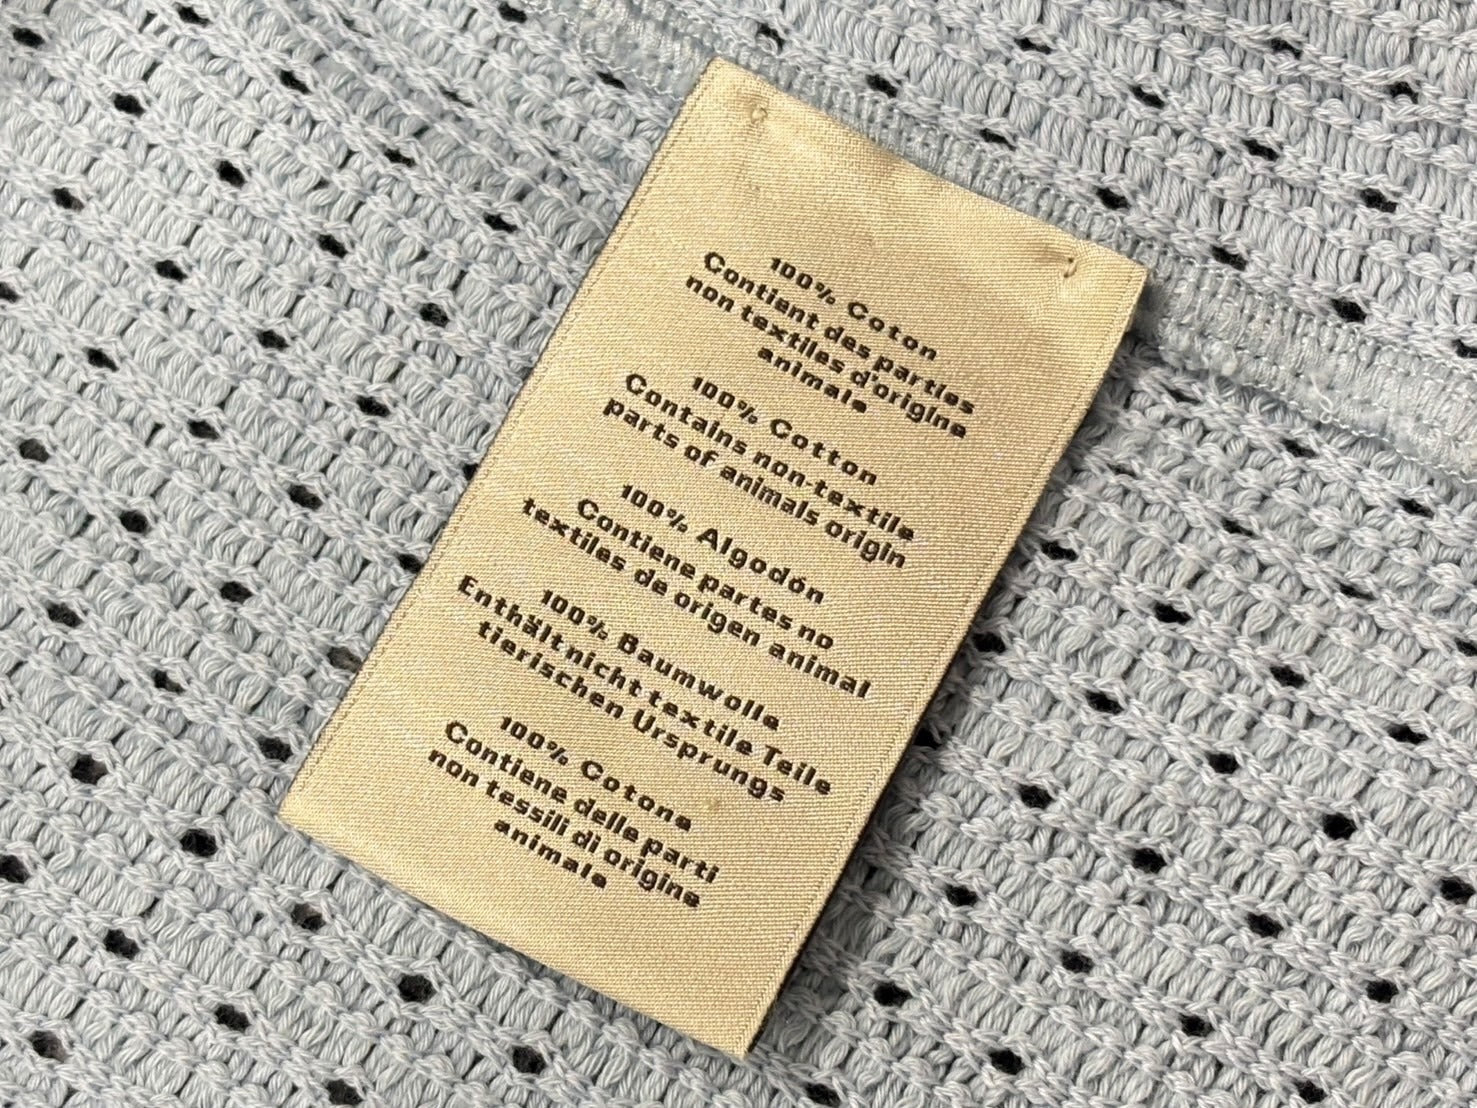 100% Coton
Contient des parties
non textiles d'origine
animale
100% Cotton
Contains non-textile
parts of animals origin
100% Algodón
Contiene partes no
textiles de origen animal
100% Baumwolle
Enthält nicht textile Teile
tierischen Ursprungs
100% Cotone
Contiene delle parti
non tessili di origine
animale